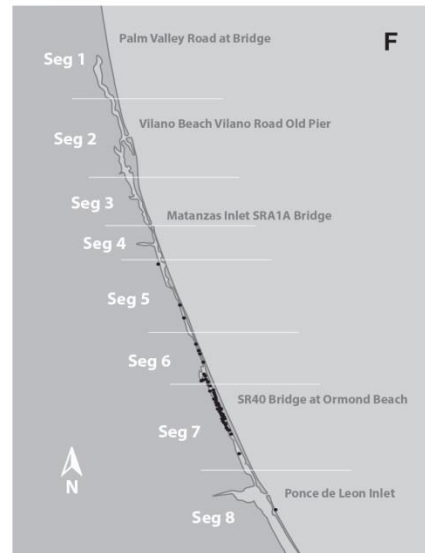 Palm Valley Road at Bridge
F
Seg 1
Vilano Beach Vilano Road Old Pier
Seg 2
Seg 3
Matanzas Inlet SRA1A Bridge
Seg 4
Seg 5
Seg 6
SR40 Bridge at Ormond Beach
Seg 7
N
Ponce de Leon Inlet
Seg 8